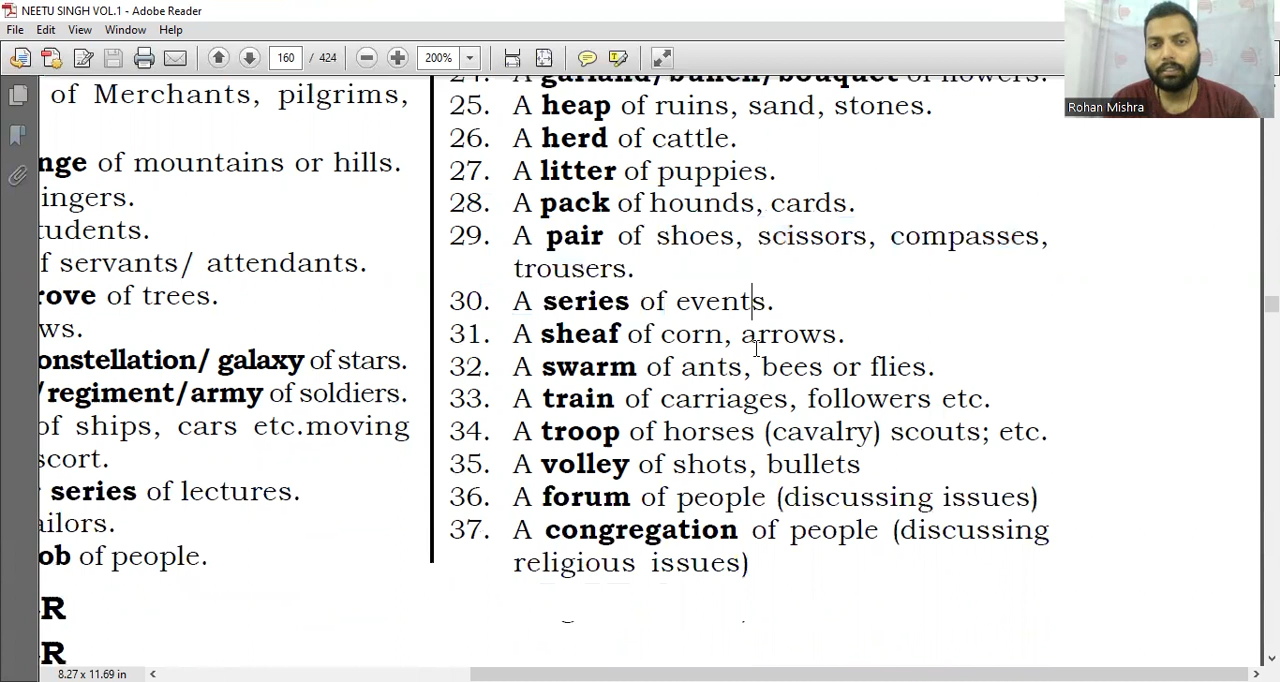 NEETU SINGH VOL.1 - Adobe Reader
File Edit View Window Help
160 / 424 200%
Rohan Mishra
of Merchants, pilgrims,
nge of mountains or hills.
ingers.
tudents.
f servants/ attendants.
rove of trees.
ws.
onstellation/ galaxy of stars.
/regiment/army of soldiers.
of ships, cars etc.moving
scort.
series of lectures.
ailors.
ob of people.
R
R
24. A garland/bunch/bouquet of flowers.
25. A heap of ruins, sand, stones.
26. A herd of cattle.
27. A litter of puppies.
28. A pack of hounds, cards.
29. A pair of shoes, scissors, compasses,
trousers.
30. A series of events.
31. A sheaf of corn, arrows.
32. A swarm of ants, bees or flies.
33. A train of carriages, followers etc.
34. A troop of horses (cavalry) scouts; etc.
35. A volley of shots, bullets
36. A forum of people (discussing issues)
37. A congregation of people (discussing
religious issues)
8.27 x 11.69 in